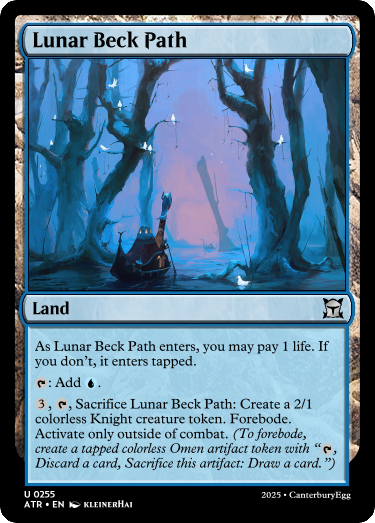 Lunar Beck Path
Land
As Lunar Beck Path enters, you may pay 1 life. If
you don't, it enters tapped.
: Add .
3, , Sacrifice Lunar Beck Path: Create a 2/1
colorless Knight creature token. Forebode.
Activate only outside of combat. (To forebode,
create a tapped colorless Omen artifact token with “,
Discard a card, Sacrifice this artifact: Draw a card.”)
U 0255
ATR • EN KLEINERHAI
2025 • CanterburyEgg